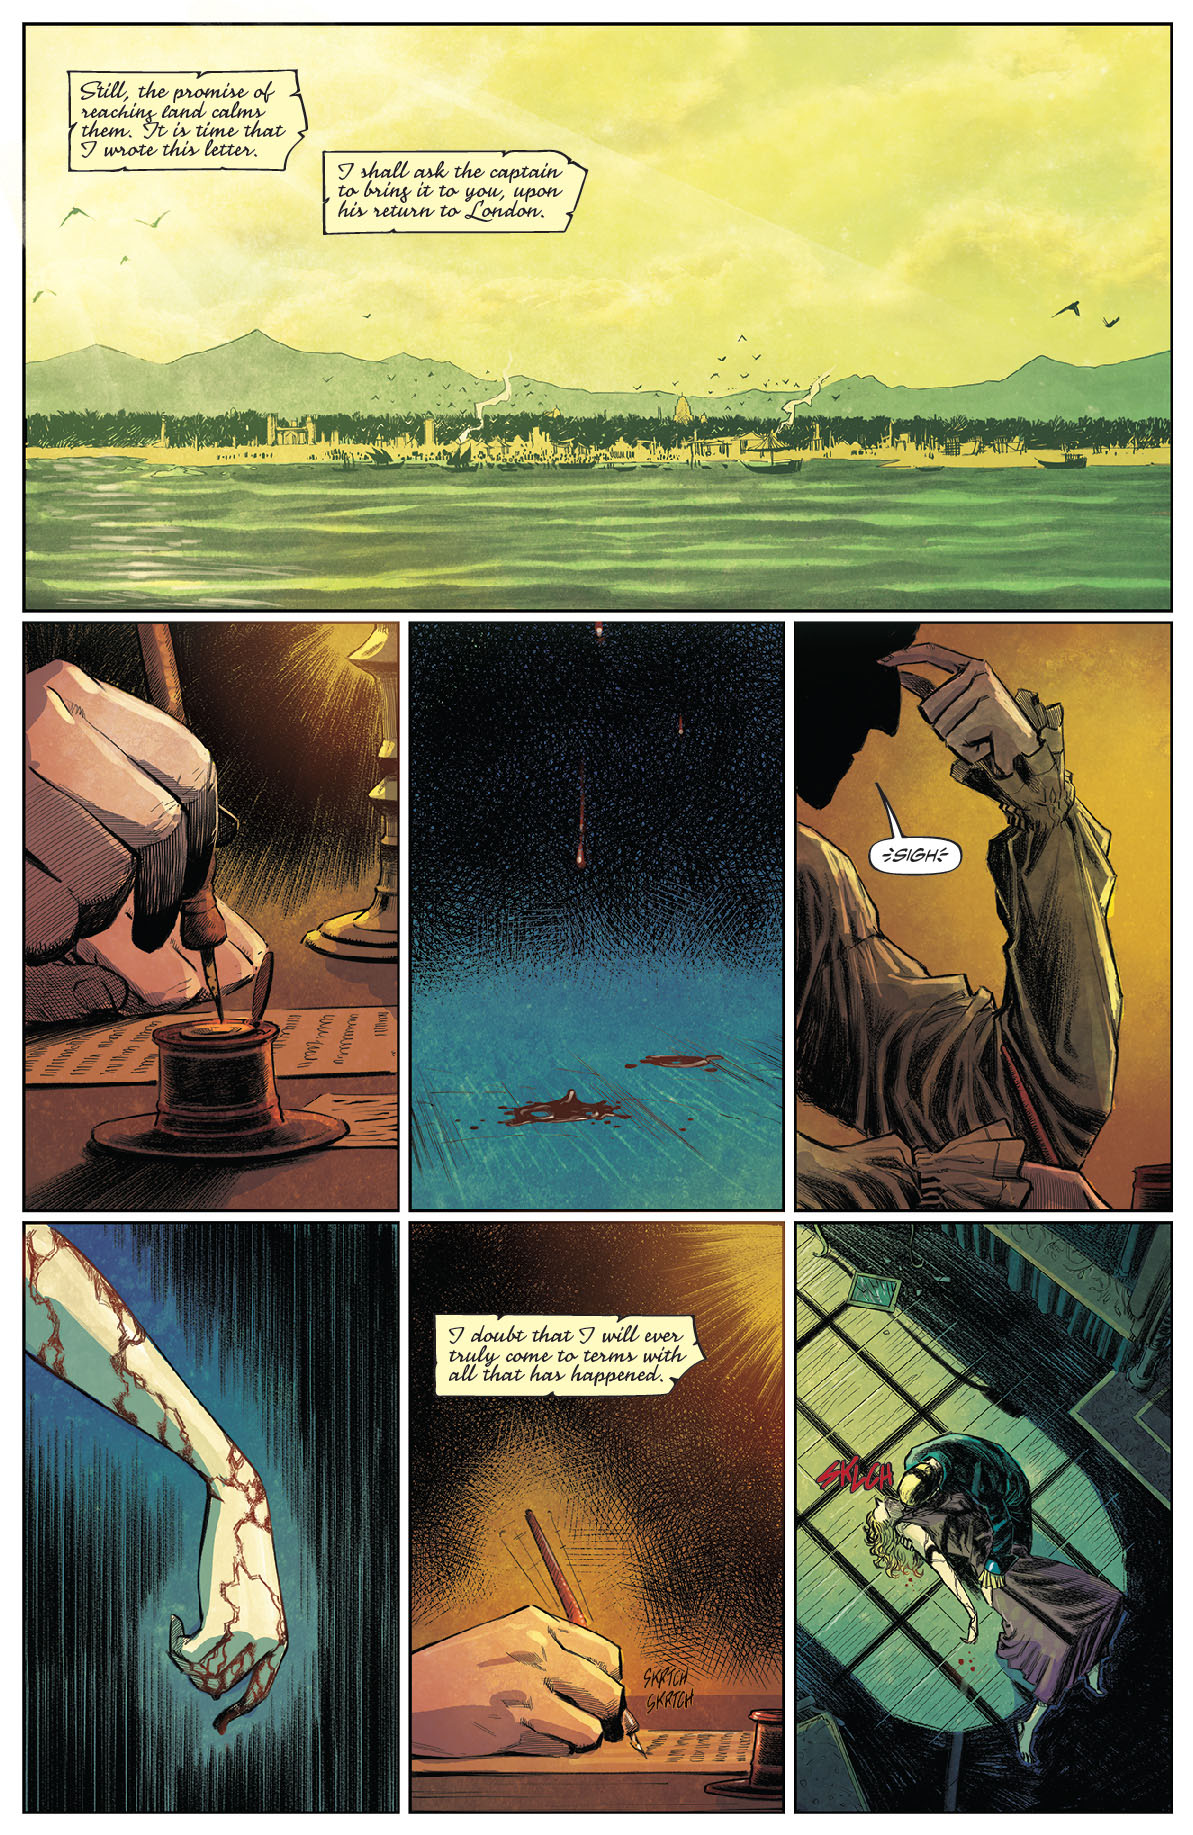 Still, the promise of
reaching land calms
them. It is time that
I wrote this letter.
I shall ask the captain
to bring it to you, upon
his return to London.
SIGH
I doubt that I will ever
truly come to terms with
all that has happened.
SKRTCH
SKRTCH
SKLCH